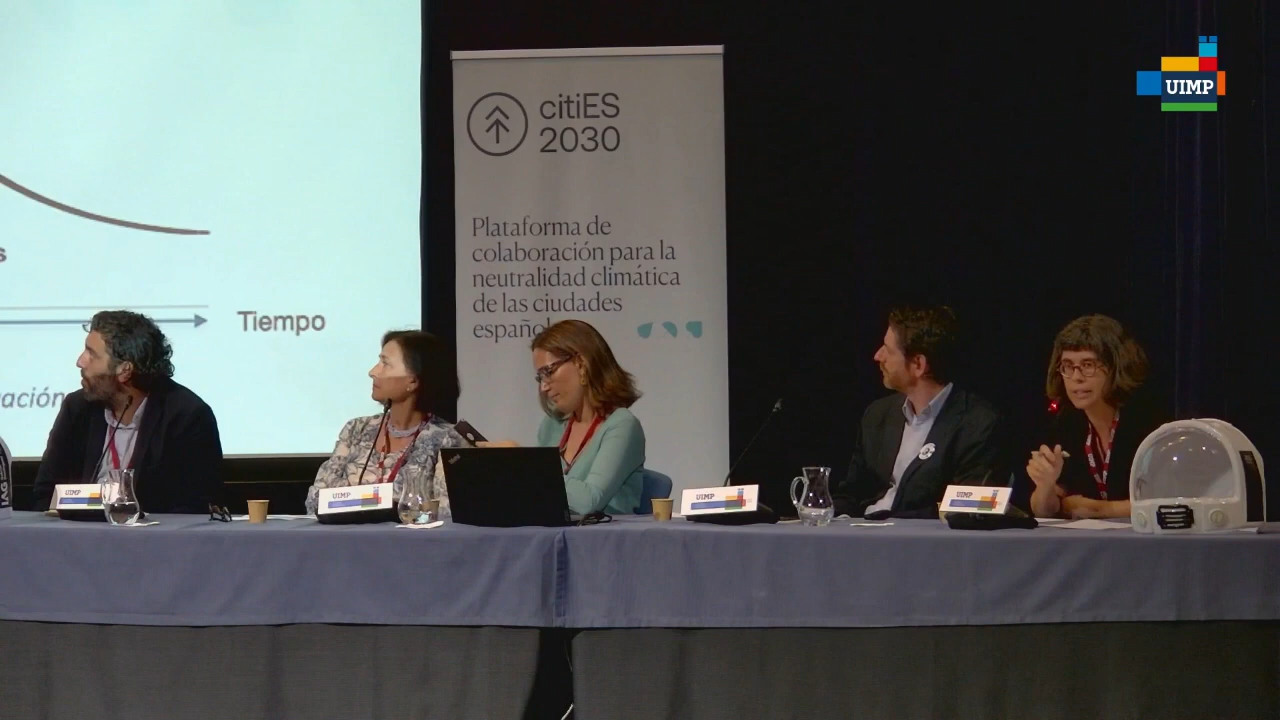 UIMP
citiES
2030
Plataforma de
colaboración para la
neutralidad climática
de las ciudades
español
s
Tiempo
ación
UIMP
UIMP
UIMP
UIMP